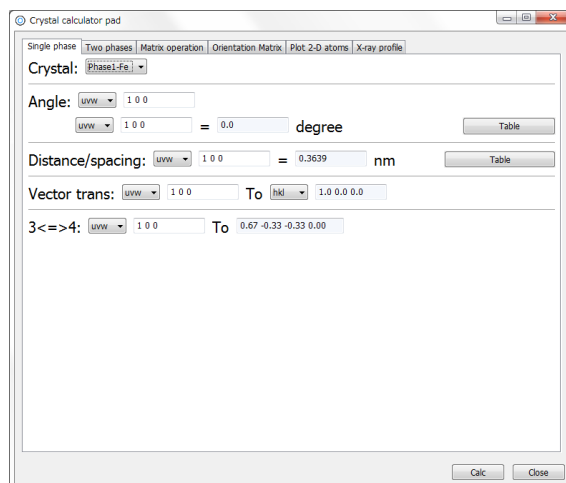 Crystal calculator pad
Single phase Two phases Matrix operation Orientation Matrix Plot 2-D atoms X-ray profile
Crystal: Phase1-Fe
Angle: uvw 1 0 0
uvw 1 0 0 = 0.0 degree Table
Distance/spacing: uvw 1 0 0 = 0.3639 nm Table
Vector trans: uvw 1 0 0 To hkl 1.0 0.0 0.0
3<=>4: uvw 1 0 0 To 0.67 -0.33 -0.33 0.00
Calc Close